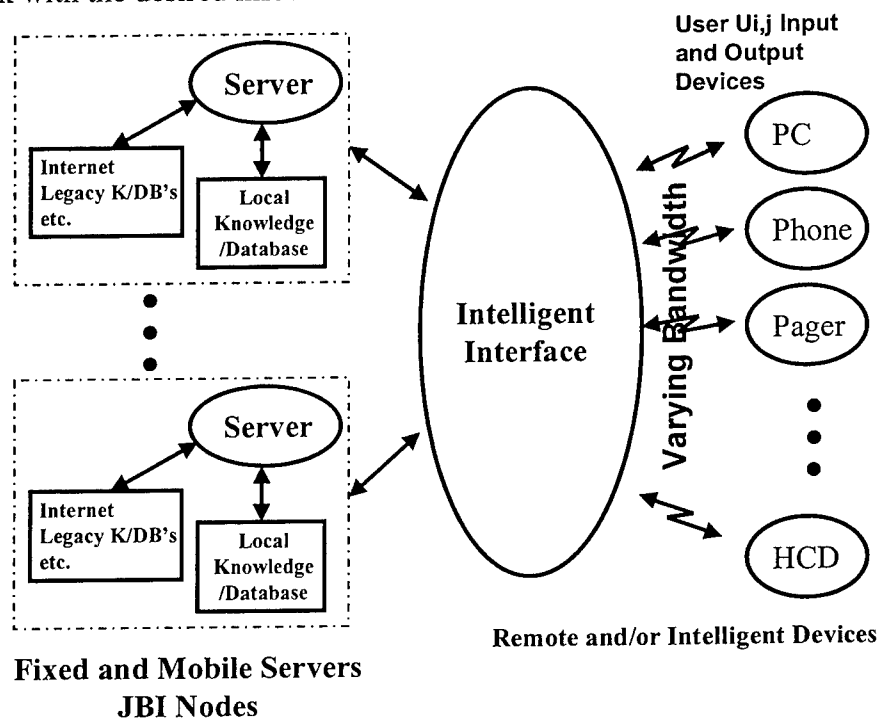 User Ui,j Input
and Output
Devices
Server
Internet
Legacy K/DB's
etc.
Local
Knowledge
/Database
Server
Internet
Legacy K/DB's
etc.
Local
Knowledge
/Database
Fixed and Mobile Servers
JBI Nodes
Intelligent
Interface
Varying Bandwidth
PC
Phone
Pager
HCD
Remote and/or Intelligent Devices